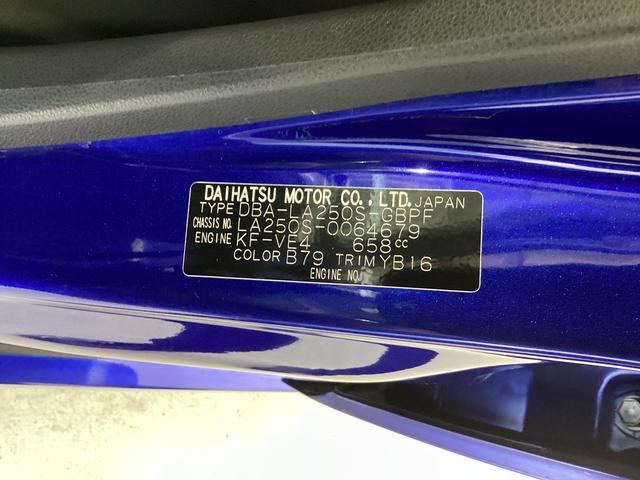 DAIHATSU MOTOR CO., LTD. JAPAN
TYPE DBA-LA250S-GBPF
CHASSIS NO. LA250S-0064679
ENGINE KF-VE4 658cc
COLOR B79 TRIM YB16
ENGINE NO.